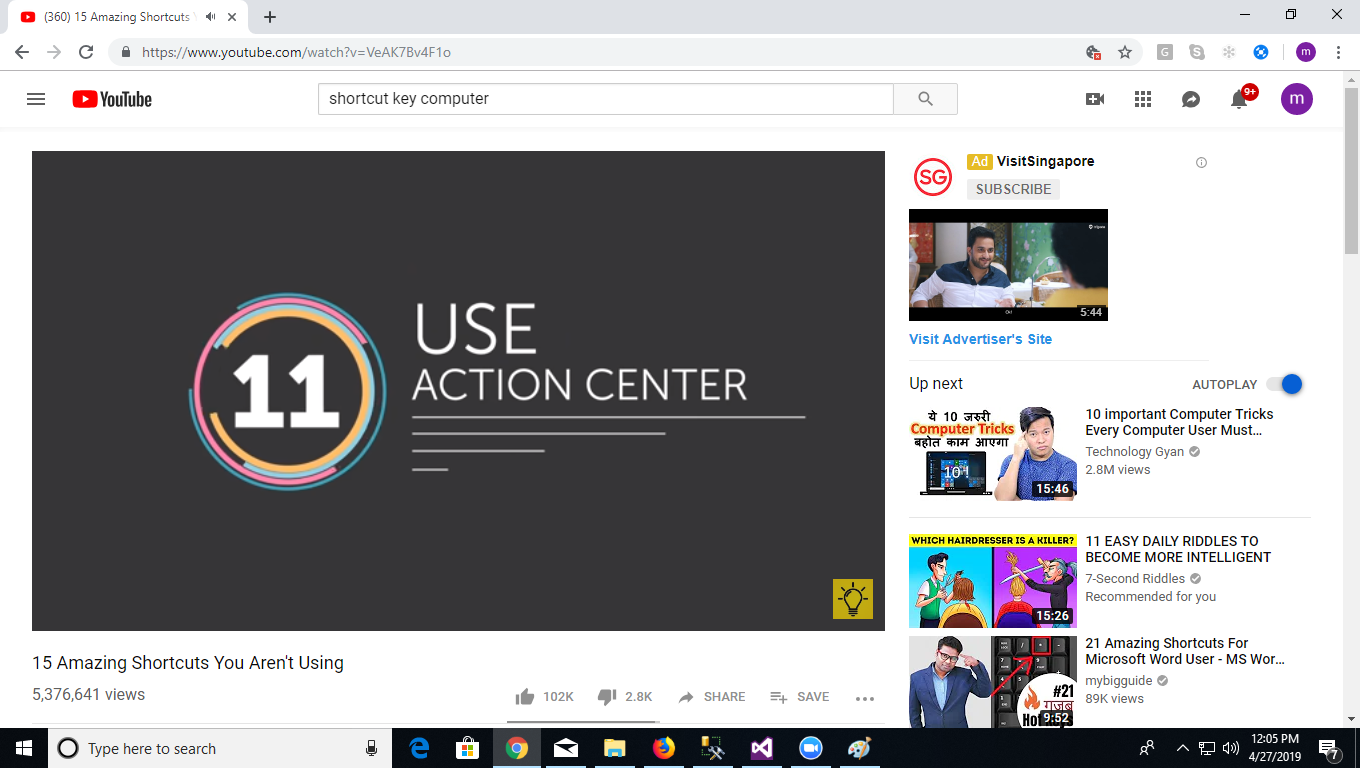 (360) 15 Amazing Shortcuts
https://www.youtube.com/watch?v=VeAK7Bv4F1o
G
m
YouTube
shortcut key computer
9+
m
11
USE
ACTION CENTER
15 Amazing Shortcuts You Aren't Using
5,376,641 views
102K
2.8K
SHARE
SAVE
SG
Ad VisitSingapore
SUBSCRIBE
5:44
Visit Advertiser's Site
Up next
AUTOPLAY
ये 10 जरुरी
Computer Tricks
बहोत काम आएगा
10
15:46
10 important Computer Tricks
Every Computer User Must...
Technology Gyan
2.8M views
WHICH HAIRDRESSER IS A KILLER?
15:26
11 EASY DAILY RIDDLES TO
BECOME MORE INTELLIGENT
7-Second Riddles
Recommended for you
#21
गजब
9:52
21 Amazing Shortcuts For
Microsoft Word User - MS Wor...
mybigguide
89K views
Type here to search
12:05 PM
4/27/2019
7